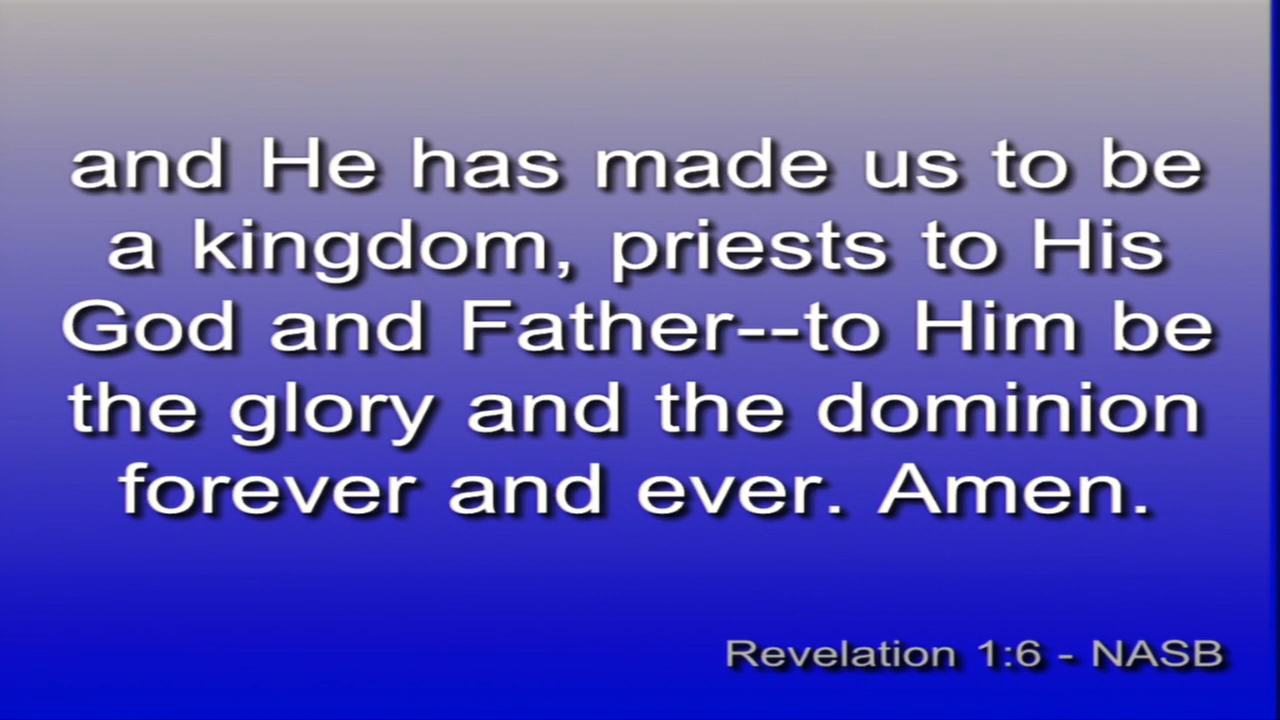 and He has made us to be
a kingdom, priests to His
God and Father--to Him be
the glory and the dominion
forever and ever. Amen.
Revelation 1:6 - NASB